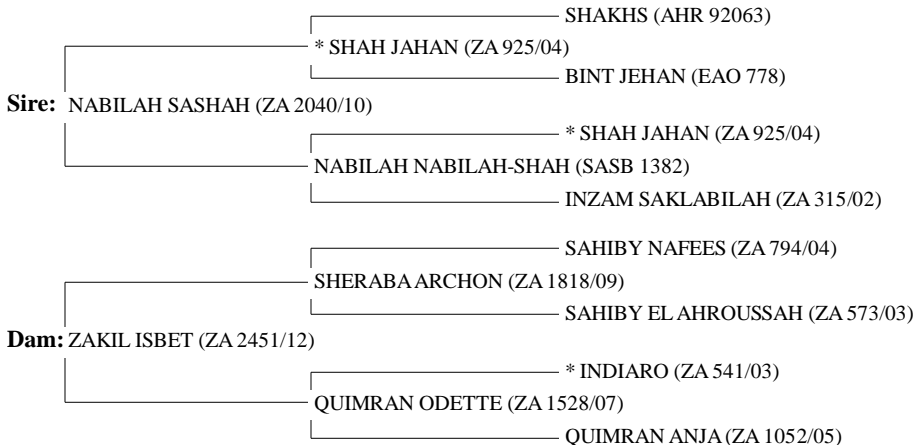 SHAKHS (AHR 92063)
* SHAH JAHAN (ZA 925/04)
BINT JEHAN (EAO 778)
Sire: NABILAH SASHAH (ZA 2040/10)
* SHAH JAHAN (ZA 925/04)
NABILAH NABILAH-SHAH (SASB 1382)
INZAM SAKLABILAH (ZA 315/02)
SAHIBY NAFEES (ZA 794/04)
SHERABA ARCHON (ZA 1818/09)
SAHIBY EL AHROUSSAH (ZA 573/03)
Dam: ZAKIL ISBET (ZA 2451/12)
* INDIARO (ZA 541/03)
QUIMRAN ODETTE (ZA 1528/07)
QUIMRAN ANJA (ZA 1052/05)